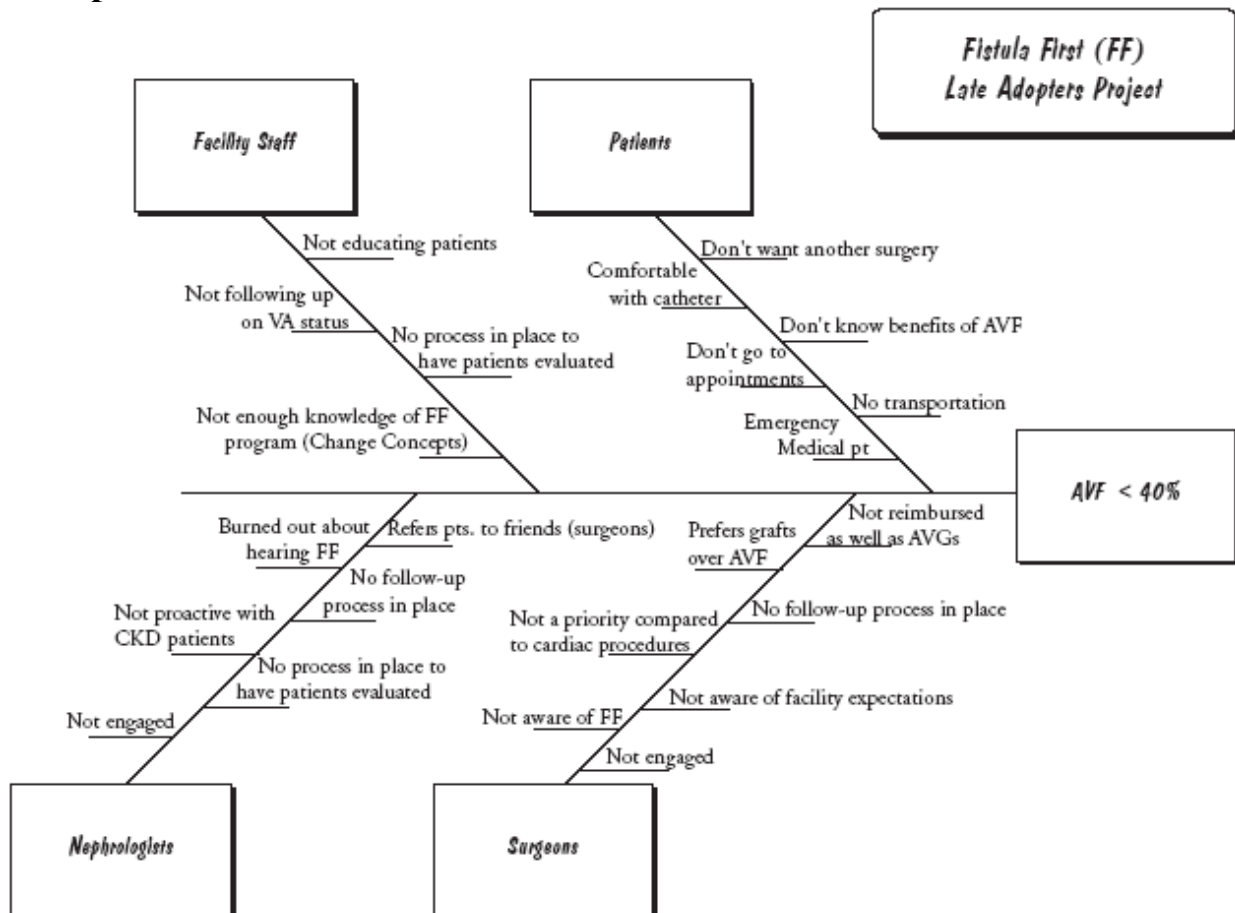 Fistula First (FF)
Late Adopters Project
Facility Staff
Patients
Not educating patients
Not following up
on VA status
No process in place to
have patients evaluated
Not enough knowledge of FF
program (Change Concepts)
Don't want another surgery
Comfortable
with catheter
Don't know benefits of AVF
Don't go to
appointments
No transportation
Emergency
Medical pt
AVF < 40%
Burned out about
hearing FF
Refers pts. to friends (surgeons)
No follow-up
process in place
Not proactive with
CKD patients
No process in place to
have patients evaluated
Not engaged
Prefers grafts
over AVF
Not reimbursed
as well as AVGs
No follow-up process in place
Not a priority compared
to cardiac procedures
Not aware of facility expectations
Not aware of FF
Not engaged
Nephrologists
Surgeons